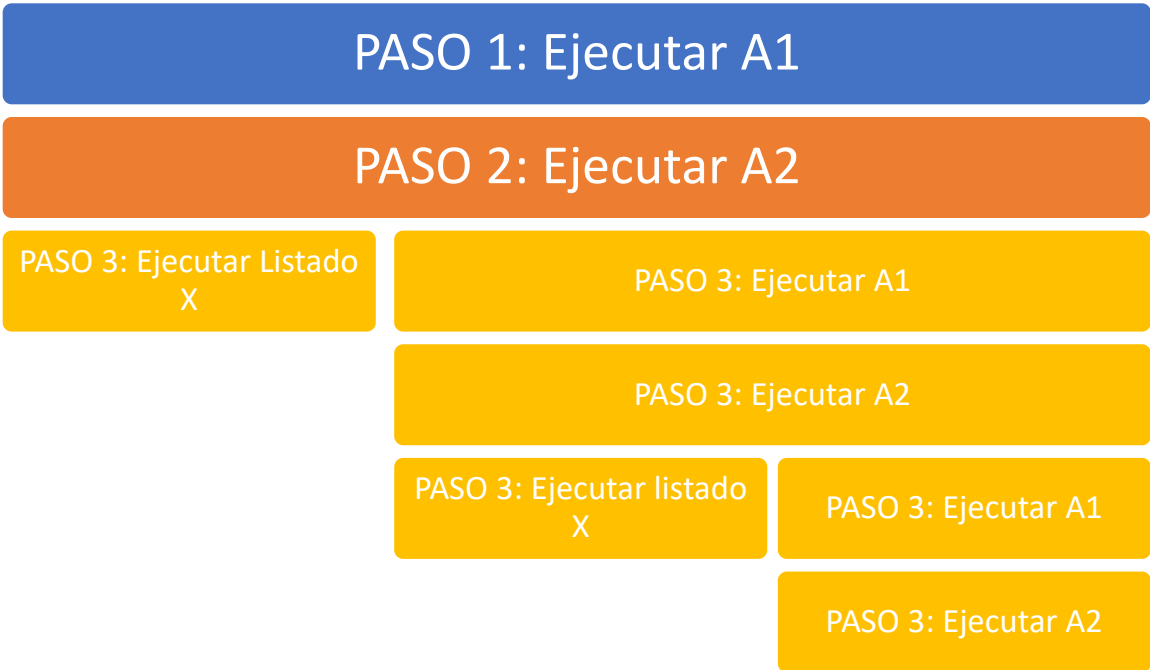 PASO 1: Ejecutar A1
PASO 2: Ejecutar A2
PASO 3: Ejecutar Listado
X
PASO 3: Ejecutar A1
PASO 3: Ejecutar A2
PASO 3: Ejecutar listado
X
PASO 3: Ejecutar A1
PASO 3: Ejecutar A2